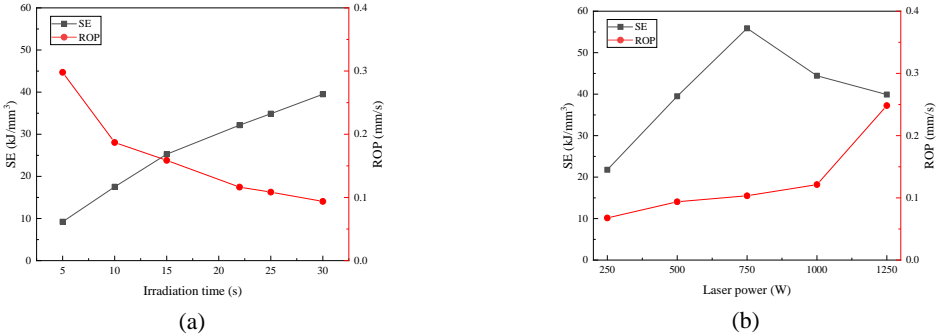 SE
ROP
60
50
40
30
20
10
0
SE (kJ/mm³)
0.4
0.3
0.2
0.1
0.0
ROP (mm/s)
5 10 15 20 25 30
Irradiation time (s)
(a)
SE
ROP
60
50
40
30
20
10
0
SE (kJ/mm³)
0.4
0.3
0.2
0.1
0.0
ROP (mm/s)
250 500 750 1000 1250
Laser power (W)
(b)